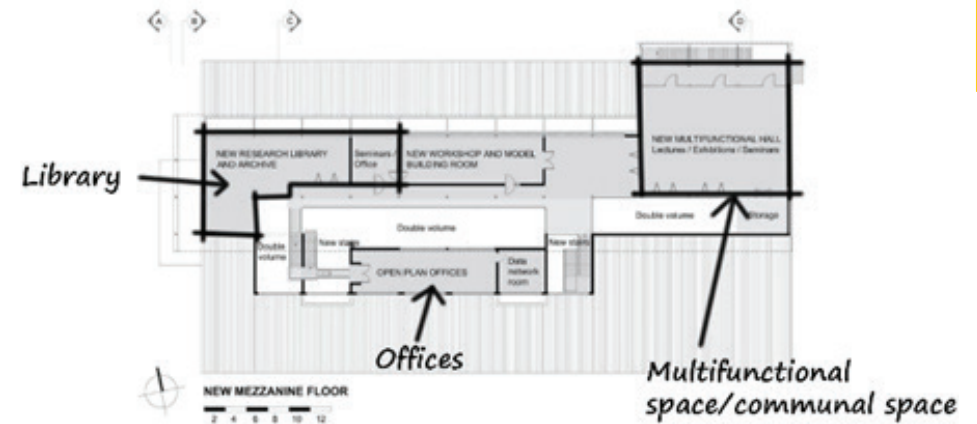 A
B
C
D
NEW RESEARCH LIBRARY
AND ARCHIVE
Seminars /
Office
NEW WORKSHOP AND MODEL
BUILDING ROOM
NEW MULTIFUNCTIONAL HALL
Lectures / Exhibitions / Seminars
Library
Double volume
Double volume
Storage
Double
volume
New stairs
New stairs
OPEN PLAN OFFICES
Data
network
room
Offices
Multifunctional
space/communal space
NEW MEZZANINE FLOOR
2 4 6 8 10 12